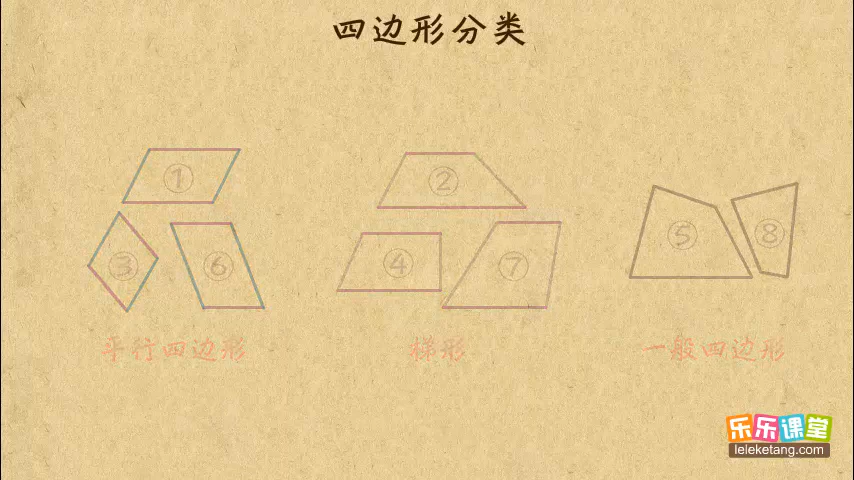 四边形分类
①
②
③
⑥
④
⑦
⑤
⑧
平行四边形
梯形
一般四边形
乐乐课堂
leleketang.com